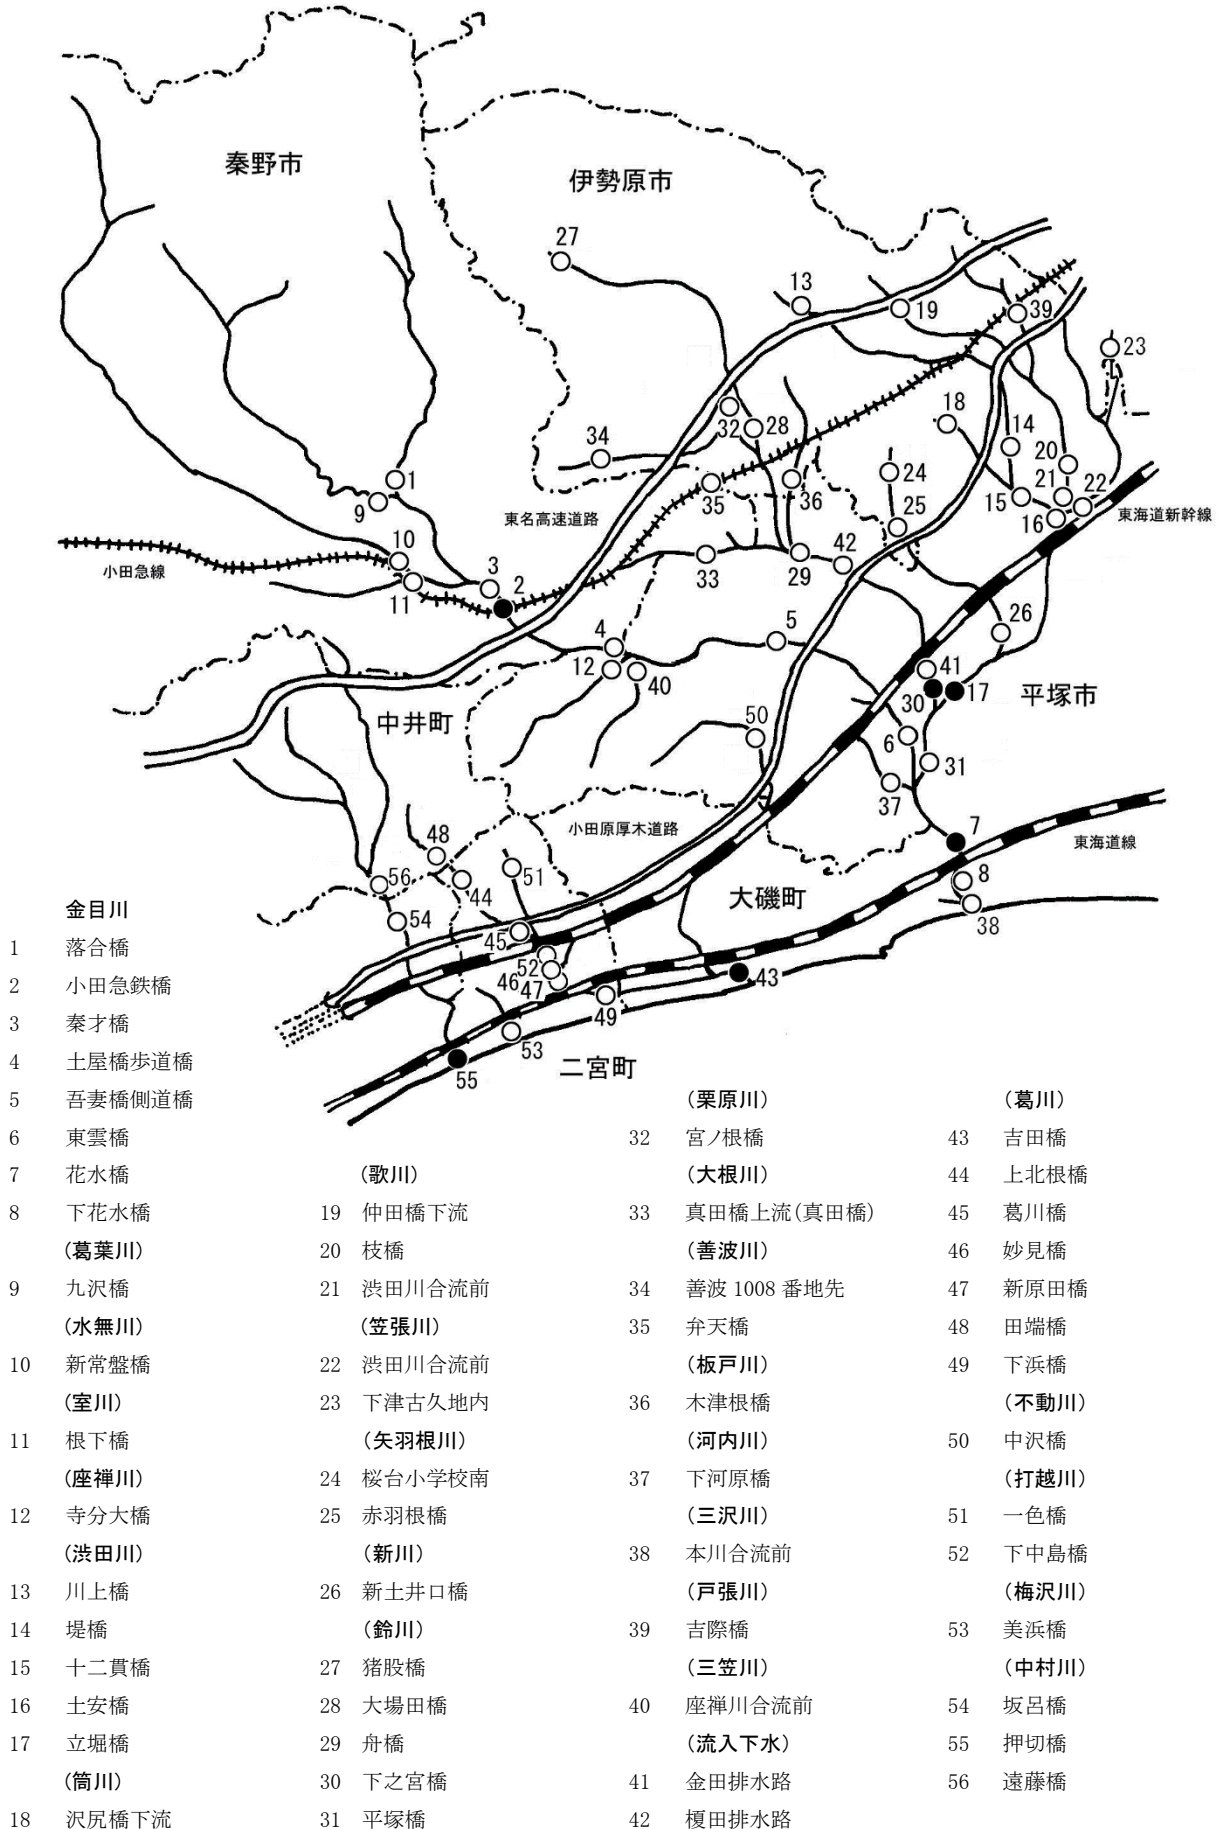 秦野市
伊勢原市
27
13
19
39
23
18
32
28
34
14
20
1
24
21
22
35
36
25
15
9
16
東名高速道路
東海道新幹線
10
42
小田急線
3
2
33
29
11
26
4
5
12
41
40
30
17
平塚市
中井町
50
6
31
37
小田原厚木道路
7
48
東海道線
51
56
44
8
大磯町
54
38
45
52
46
47
43
49
53
二宮町
55
金目川
1 落合橋
2 小田急鉄橋
3 秦才橋
4 土屋橋歩道橋
5 吾妻橋側道橋
6 東雲橋
7 花水橋
8 下花水橋
(葛葉川)
9 九沢橋
(水無川)
10 新常盤橋
(室川)
11 根下橋
(座禅川)
12 寺分大橋
(渋田川)
13 川上橋
14 堤橋
15 十二貫橋
16 土安橋
17 立堀橋
(筒川)
18 沢尻橋下流
(歌川)
19 仲田橋下流
20 枝橋
21 渋田川合流前
(笠張川)
22 渋田川合流前
23 下津古久地内
(矢羽根川)
24 桜台小学校南
25 赤羽根橋
(新川)
26 新土井口橋
(鈴川)
27 猪股橋
28 大場田橋
29 舟橋
30 下之宮橋
31 平塚橋
(栗原川)
32 宮ノ根橋
(大根川)
33 真田橋上流(真田橋)
(善波川)
34 善波 1008 番地先
35 弁天橋
(板戸川)
36 木津根橋
(河内川)
37 下河原橋
(三沢川)
38 本川合流前
(戸張川)
39 吉際橋
(三笠川)
40 座禅川合流前
(流入下水)
41 金田排水路
42 榎田排水路
(葛川)
43 吉田橋
44 上北根橋
45 葛川橋
46 妙見橋
47 新原田橋
48 田端橋
49 下浜橋
(不動川)
50 中沢橋
(打越川)
51 一色橋
52 下中島橋
(梅沢川)
53 美浜橋
(中村川)
54 坂呂橋
55 押切橋
56 遠藤橋